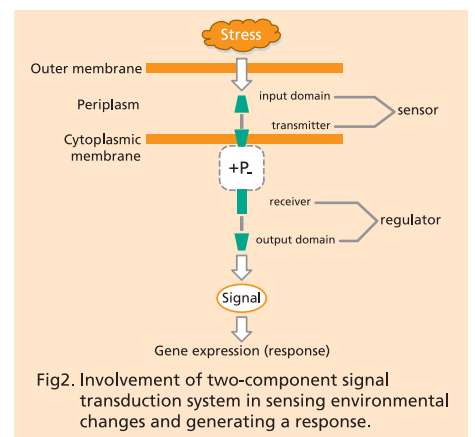 Stress
Outer membrane
input domain
Periplasm
sensor
transmitter
Cytoplasmic
membrane
+P-
receiver
regulator
output domain
Signal
Gene expression (response)
Fig2. Involvement of two-component signal
transduction system in sensing environmental
changes and generating a response.